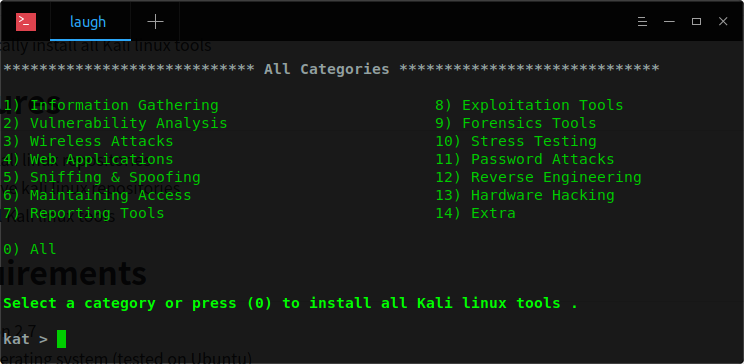 laugh
cally install all Kali linux tools
**************************** All Categories *****************************
1) Information Gathering 8) Exploitation Tools
2) Vulnerability Analysis 9) Forensics Tools
3) Wireless Attacks 10) Stress Testing
4) Web Applications 11) Password Attacks
5) Sniffing & Spoofing 12) Reverse Engineering
6) Maintaining Access 13) Hardware Hacking
7) Reporting Tools 14) Extra
0) All
irements
Select a category or press (0) to install all Kali linux tools .
n 2.7
kat >
erating system (tested on Ubuntu)